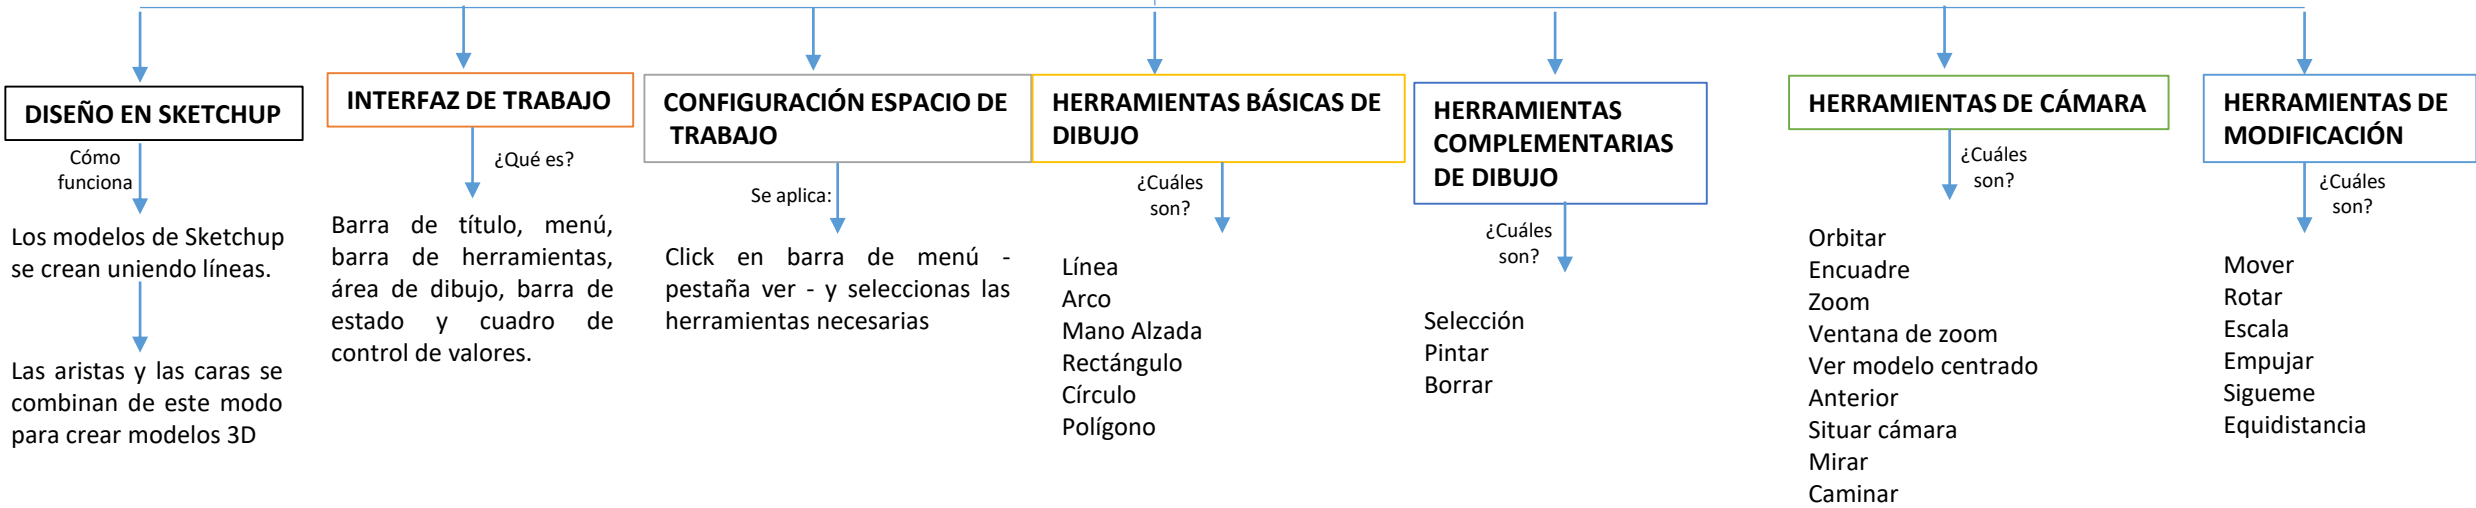 DISEÑO EN SKETCHUP
Cómo
funciona
Los modelos de Sketchup
se crean uniendo líneas.
Las aristas y las caras se
combinan de este modo
para crear modelos 3D
INTERFAZ DE TRABAJO
¿Qué es?
Barra de título, menú,
barra de herramientas,
área de dibujo, barra de
estado y cuadro de
control de valores.
CONFIGURACIÓN ESPACIO DE
TRABAJO
Se aplica:
Click en barra de menú -
pestaña ver - y seleccionas las
herramientas necesarias
HERRAMIENTAS BÁSICAS DE
DIBUJO
¿Cuáles
son?
Línea
Arco
Mano Alzada
Rectángulo
Círculo
Polígono
HERRAMIENTAS
COMPLEMENTARIAS
DE DIBUJO
¿Cuáles
son?
Selección
Pintar
Borrar
HERRAMIENTAS DE CÁMARA
¿Cuáles
son?
Orbitar
Encuadre
Zoom
Ventana de zoom
Ver modelo centrado
Anterior
Situar cámara
Mirar
Caminar
HERRAMIENTAS DE
MODIFICACIÓN
¿Cuáles
son?
Mover
Rotar
Escala
Empujar
Sigueme
Equidistancia